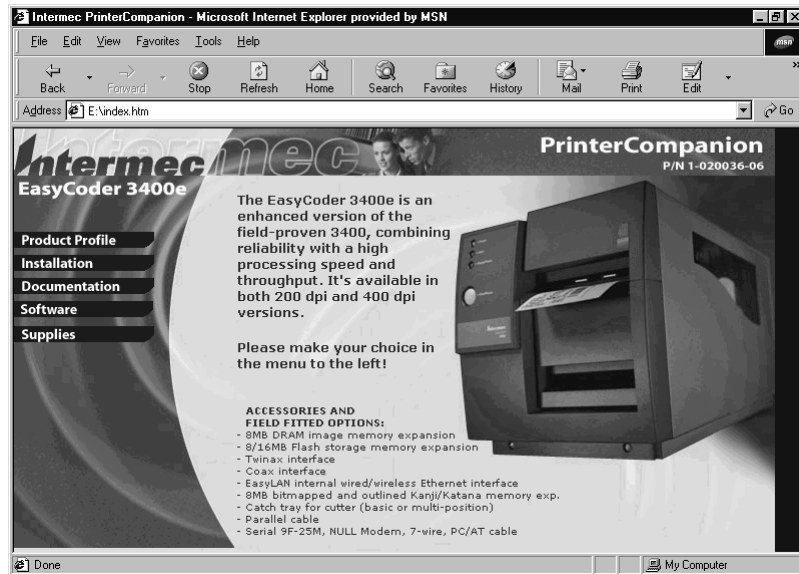 Intermec PrinterCompanion - Microsoft Internet Explorer provided by MSN
File Edit View Favorites Tools Help
msn
Back Forward Stop Refresh Home Search Favorites History Mail Print Edit »
Address E:\index.htm Go
Intermec
Intermec
PrinterCompanion
P/N 1-020036-06
EasyCoder 3400e
Product Profile
Installation
Documentation
Software
Supplies
The EasyCoder 3400e is an
enhanced version of the
field-proven 3400, combining
reliability with a high
processing speed and
throughput. It's available in
both 200 dpi and 400 dpi
versions.
Please make your choice in
the menu to the left!
ACCESSORIES AND
FIELD FITTED OPTIONS:
- 8MB DRAM image memory expansion
- 8/16MB Flash storage memory expansion
- Twinax interface
- Coax interface
- EasyLAN internal wired/wireless Ethernet interface
- 8MB bitmapped and outlined Kanji/Katana memory exp.
- Catch tray for cutter (basic or multi-position)
- Parallel cable
- Serial 9F-25M, NULL Modem, 7-wire, PC/AT cable
Done My Computer